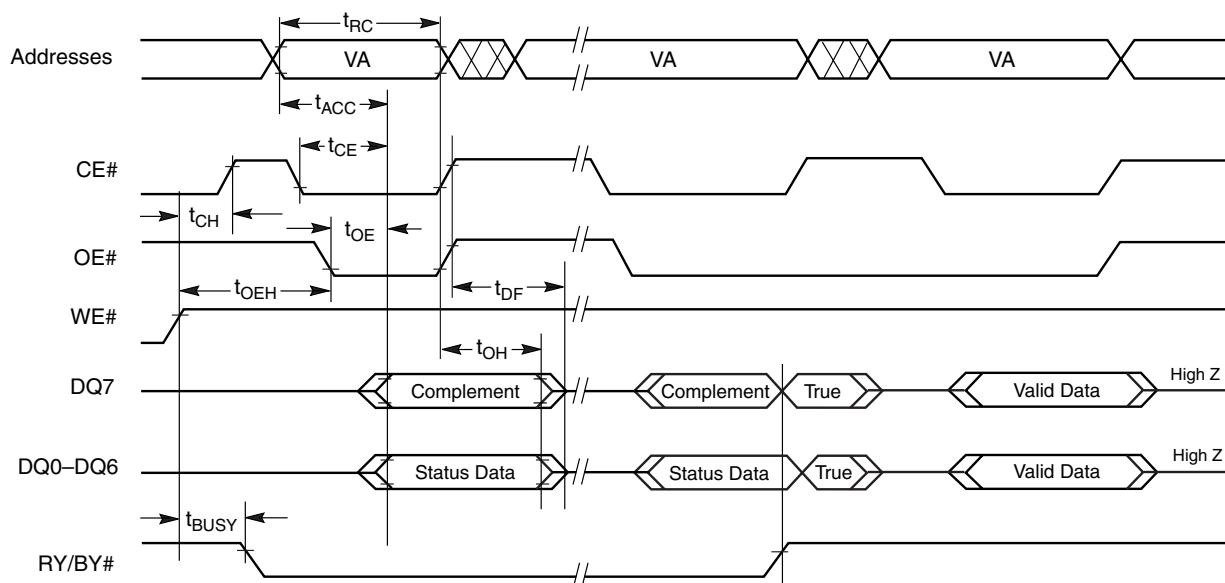 tRC
Addresses VA VA VA
tACC
tCE
CE#
tCH tOE
OE#
tOEH tDF
WE#
tOH
High Z
DQ7 Complement Complement True Valid Data
High Z
DQ0–DQ6 Status Data Status Data True Valid Data
tBUSY
RY/BY#